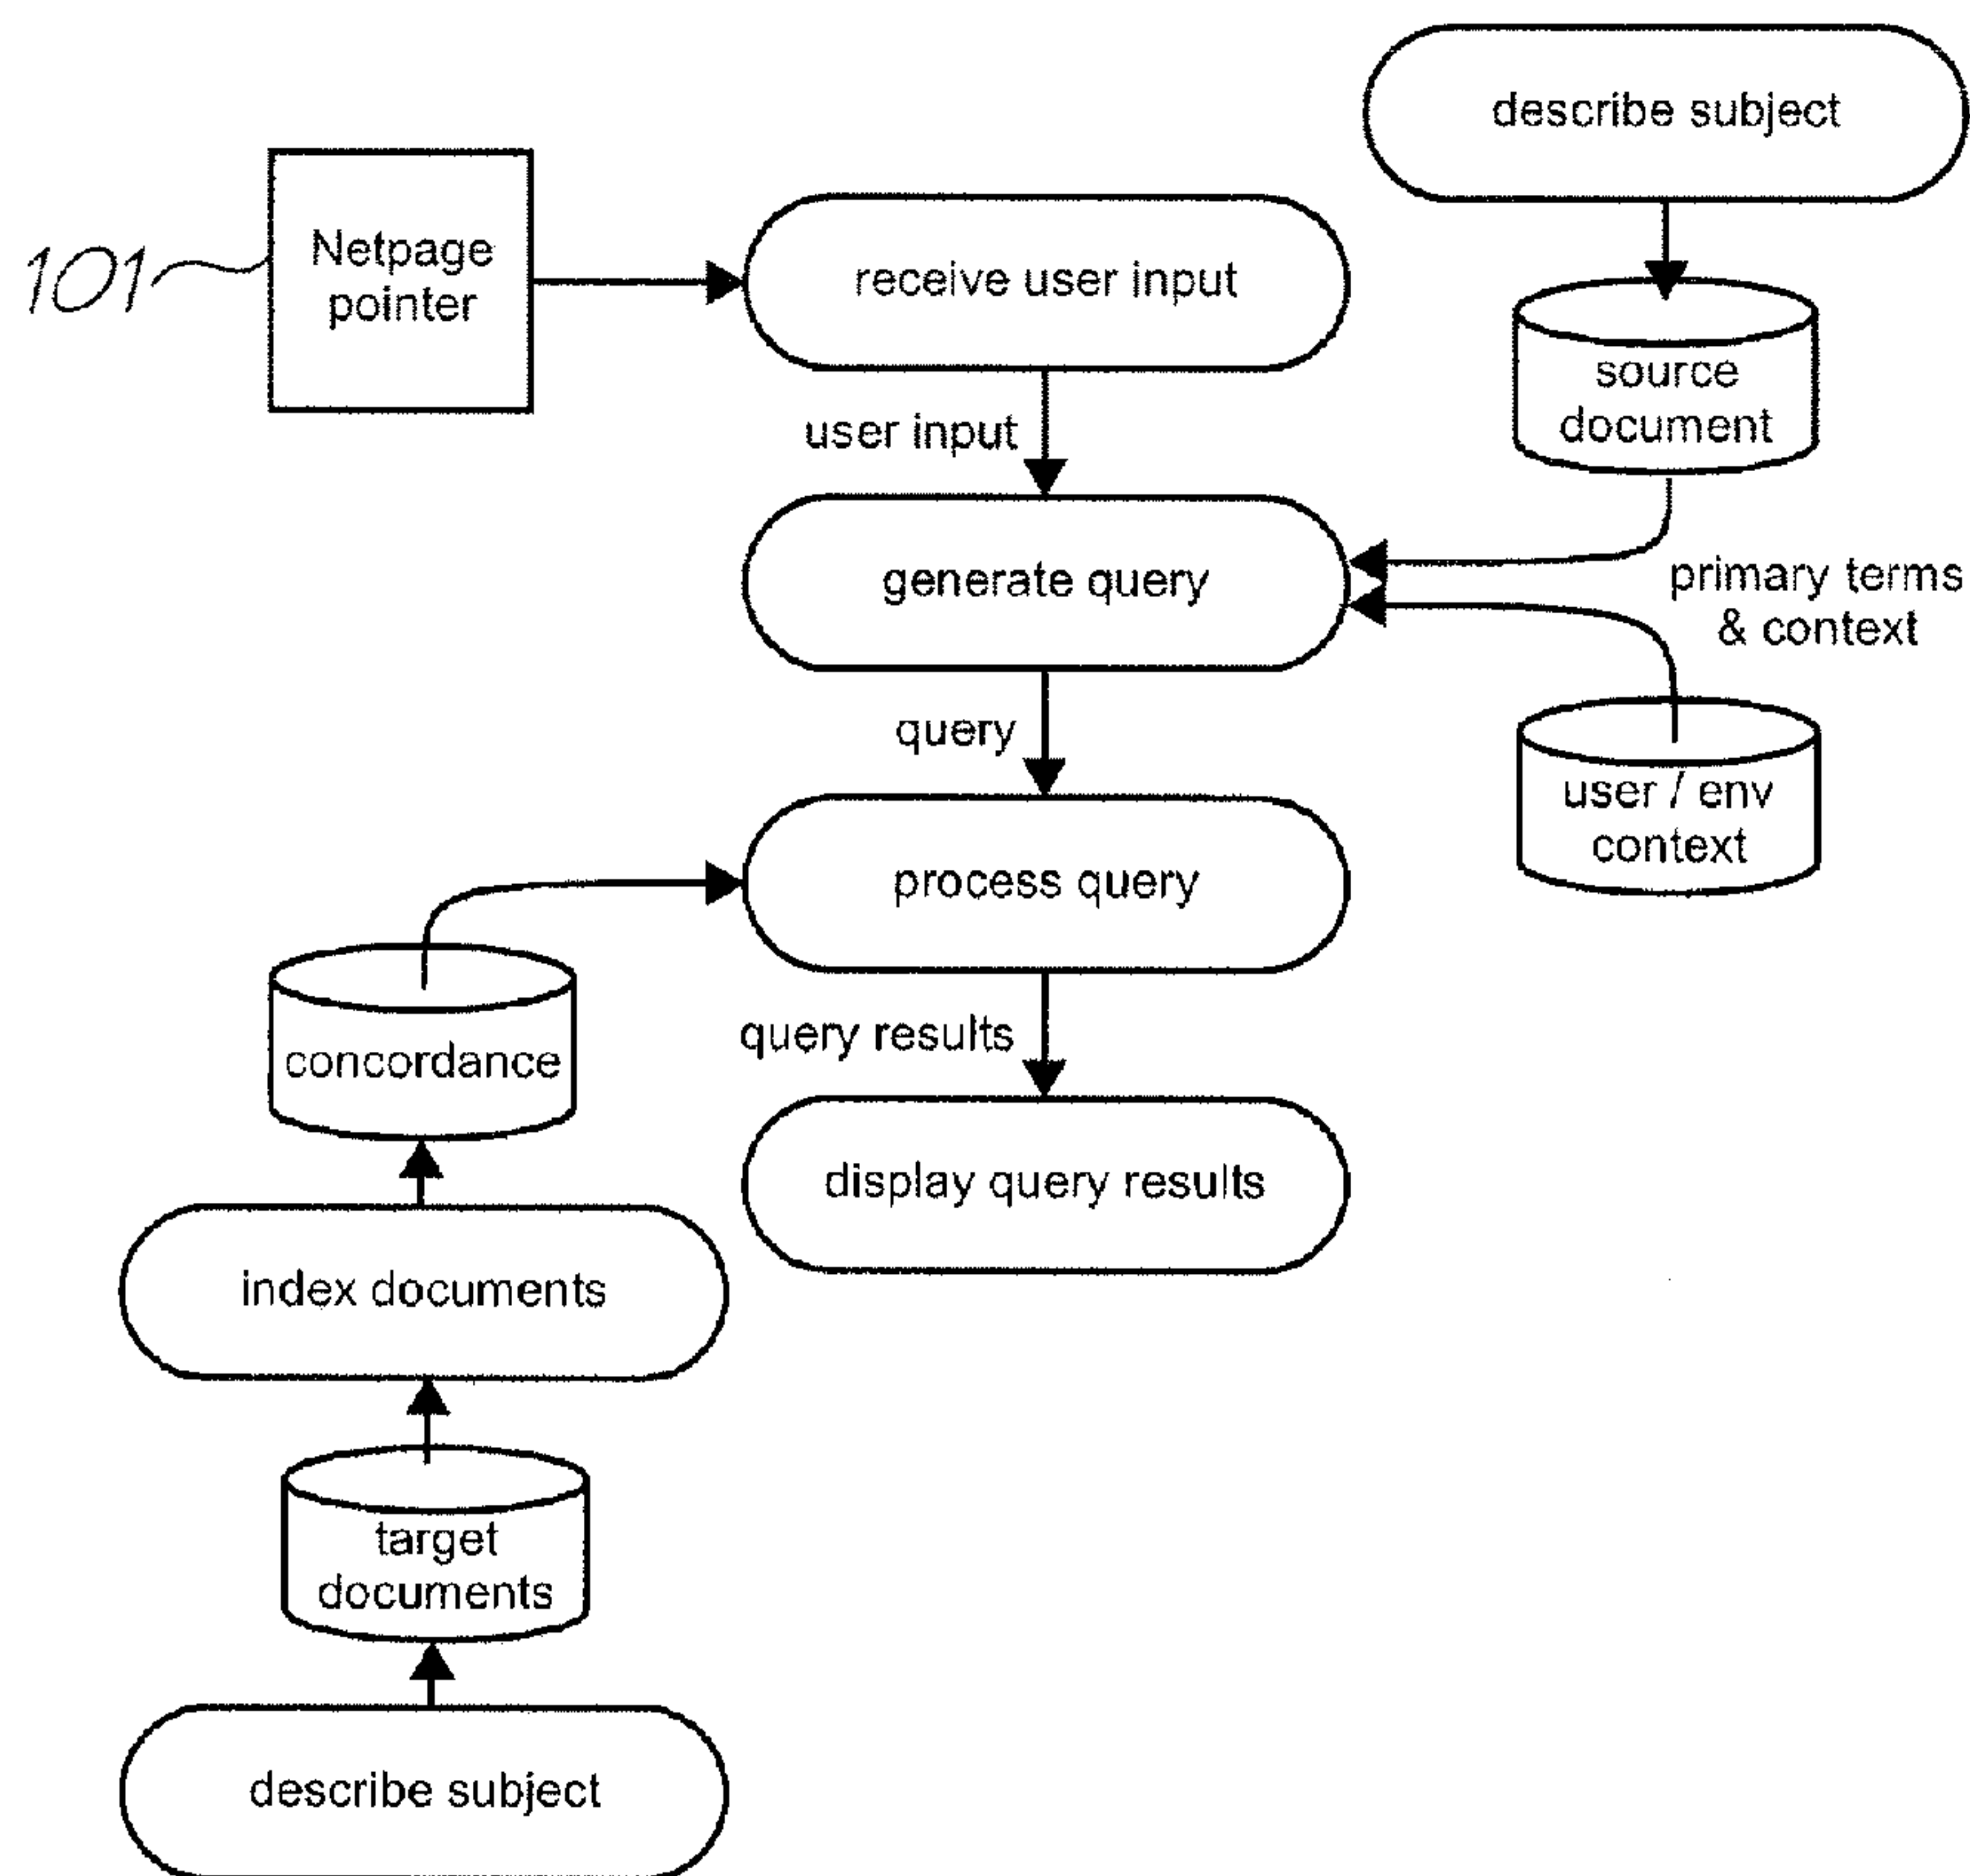 describe subject
101
Netpage
pointer
receive user input
source
document
user input
generate query
primary terms
& context
query
user / env
context
process query
concordance
query results
display query results
index documents
target
documents
describe subject